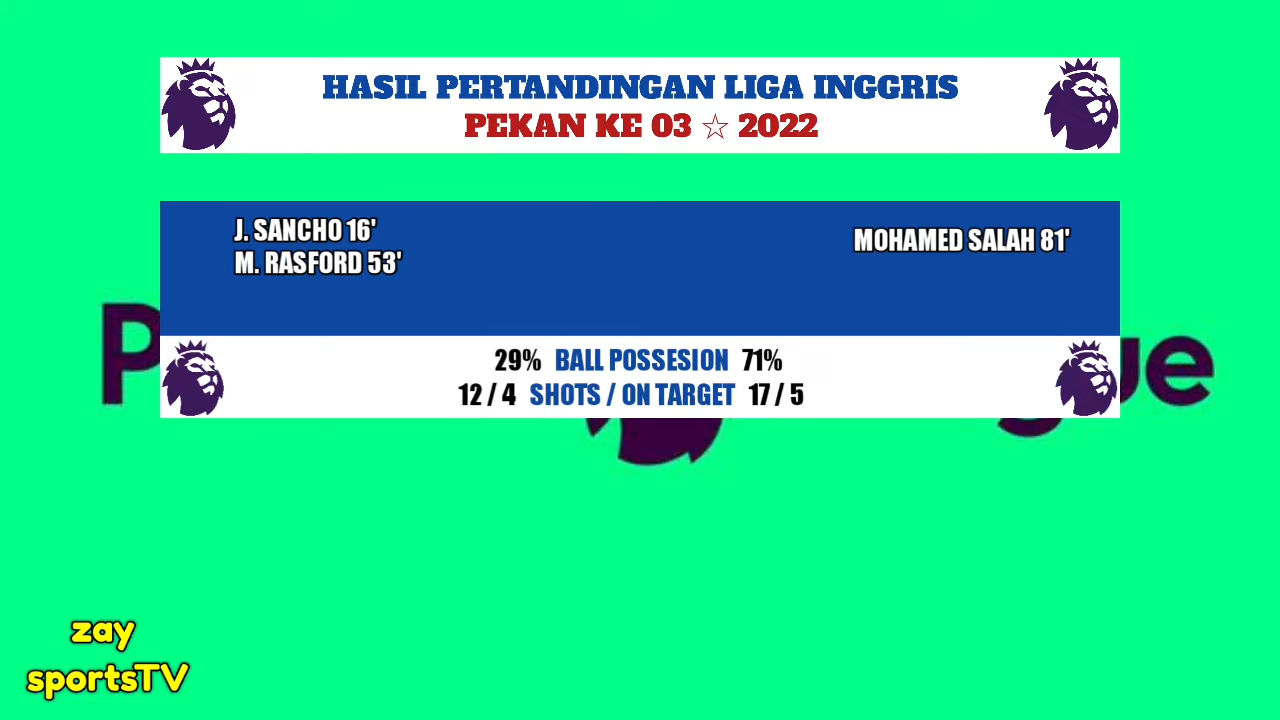 HASIL PERTANDINGAN LIGA INGGRIS
PEKAN KE 03 ☆ 2022
J. SANCHO 16'
M. RASFORD 53'
MOHAMED SALAH 81'
29% BALL POSSESION 71%
12 / 4 SHOTS / ON TARGET 17 / 5
zay
sportsTV